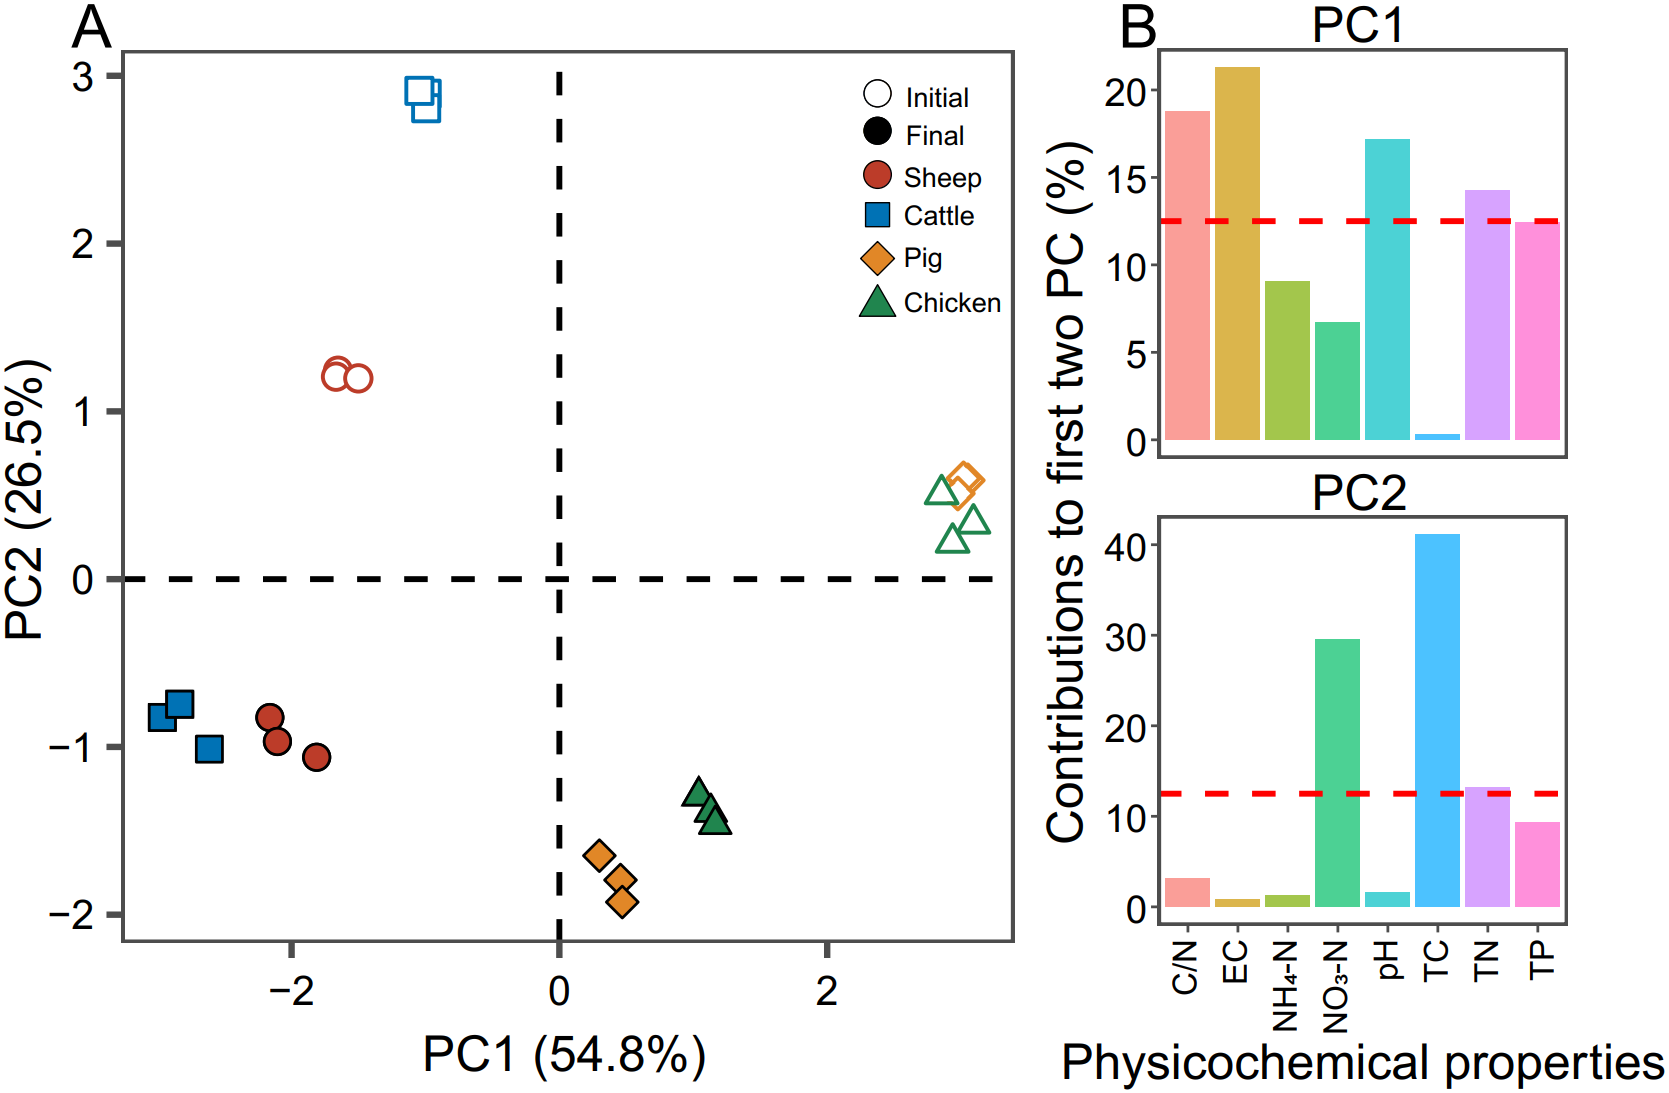 A
3
2
1
0
−1
−2
−2
0
2
PC2 (26.5%)
PC1 (54.8%)
Initial
Final
Sheep
Cattle
Pig
Chicken
B
PC1
20
15
10
5
0
PC2
40
30
20
10
0
Contributions to first two PC (%)
C/N
EC
NH₄-N
NO₃-N
pH
TC
TN
TP
Physicochemical properties